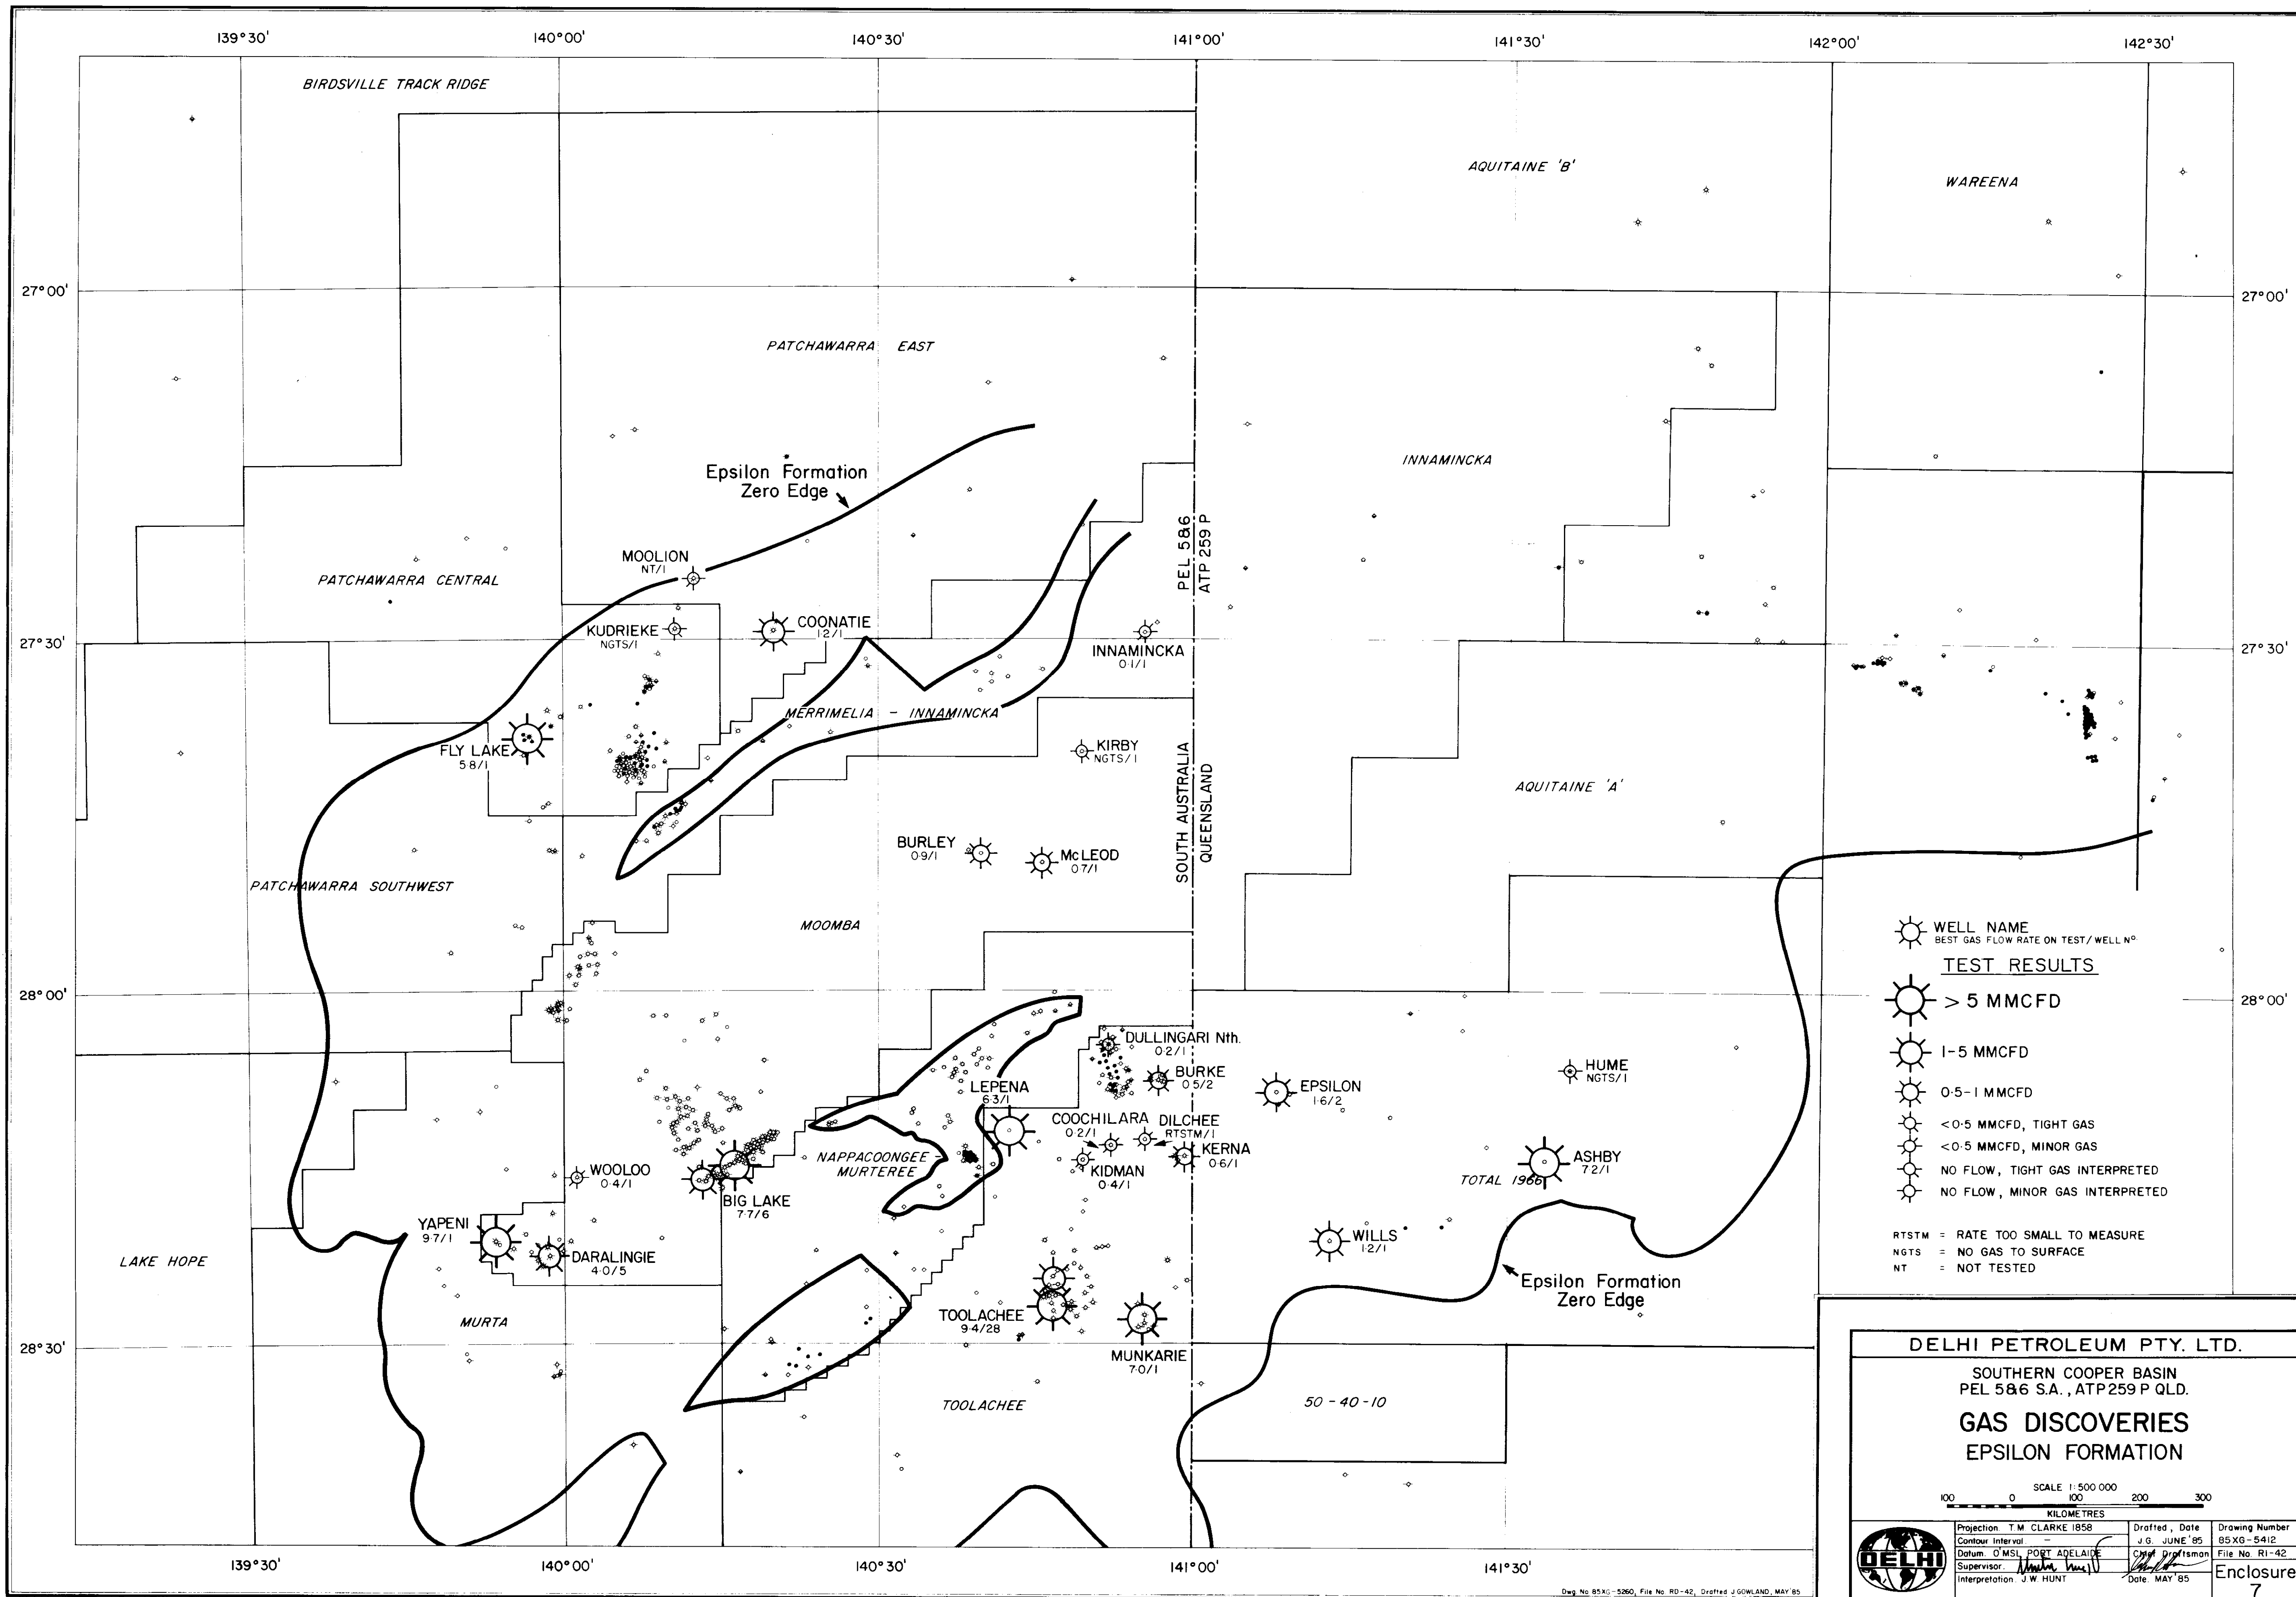 139°30'
140°00'
140°30'
141°00'
141°30'
142°00'
142°30'
BIRDSVILLE TRACK RIDGE
AQUITAINE 'B'
WAREENA
27°00'
27°00'
PATCHAWARRA EAST
INNAMINCKA
Epsilon Formation
Zero Edge
PEL 5&6
ATP 259 P
MOOLION
NT/1
PATCHAWARRA CENTRAL
KUDRIEKE
NGTS/1
COONATIE
1·2/1
27°30'
INNAMINCKA
0·1/1
27°30'
MERRIMELIA - INNAMINCKA
FLY LAKE
5·8/1
KIRBY
NGTS/1
SOUTH AUSTRALIA
QUEENSLAND
AQUITAINE 'A'
BURLEY
0·9/1
McLEOD
0·7/1
PATCHAWARRA SOUTHWEST
MOOMBA
WELL NAME
BEST GAS FLOW RATE ON TEST/WELL Nº
TEST RESULTS
28°00'
> 5 MMCFD
28°00'
1-5 MMCFD
0·5-1 MMCFD
<0·5 MMCFD, TIGHT GAS
<0·5 MMCFD, MINOR GAS
NO FLOW, TIGHT GAS INTERPRETED
NO FLOW, MINOR GAS INTERPRETED
RTSTM = RATE TOO SMALL TO MEASURE
NGTS = NO GAS TO SURFACE
NT = NOT TESTED
DULLINGARI Nth.
0·2/1
BURKE
0·5/2
EPSILON
1·6/2
HUME
NGTS/1
LEPENA
6·3/1
COOCHILARA
0·2/1
DILCHEE
RTSTM/1
KERNA
0·6/1
KIDMAN
0·4/1
NAPPACOONGEE -
MURTEREE
WOOLOO
0·4/1
BIG LAKE
7·7/6
ASHBY
7·2/1
TOTAL 1966
YAPENI
9·7/1
DARALINGIE
4·0/5
WILLS
1·2/1
LAKE HOPE
Epsilon Formation
Zero Edge
MURTA
TOOLACHEE
9·4/28
MUNKARIE
7·0/1
28°30'
TOOLACHEE
50-40-10
139°30'
140°00'
140°30'
141°00'
141°30'
Dwg. No 85XG-5260, File No RD-42, Drafted J GOWLAND, MAY '85
DELHI PETROLEUM PTY. LTD.
SOUTHERN COOPER BASIN
PEL 5&6 S.A., ATP 259 P QLD.
GAS DISCOVERIES
EPSILON FORMATION
SCALE 1:500 000
100 0 100 200 300
KILOMETRES
DELHI
Projection. T.M CLARKE 1858
Contour Interval. —
Datum. O'MSL PORT ADELAIDE
Supervisor.
Interpretation. J.W. HUNT
Drafted, Date
J.G. JUNE '85
Chief Draftsman
Date. MAY '85
Drawing Number
85XG-5412
File No. RI-42
Enclosure
7